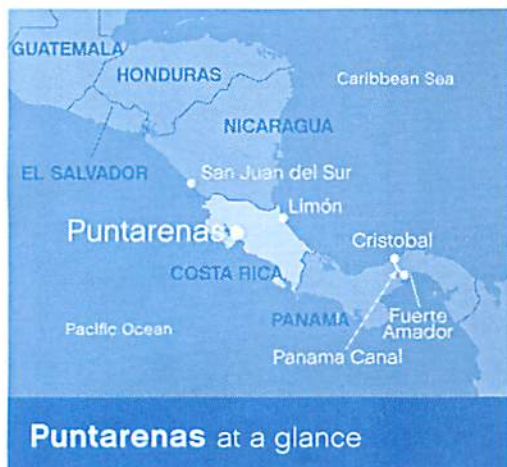 GUATEMALA
HONDURAS
Caribbean Sea
NICARAGUA
EL SALVADOR
San Juan del Sur
Limón
Puntarenas
Cristobal
COSTA RICA
PANAMA
Fuerte
Amador
Pacific Ocean
Panama Canal
Puntarenas at a glance